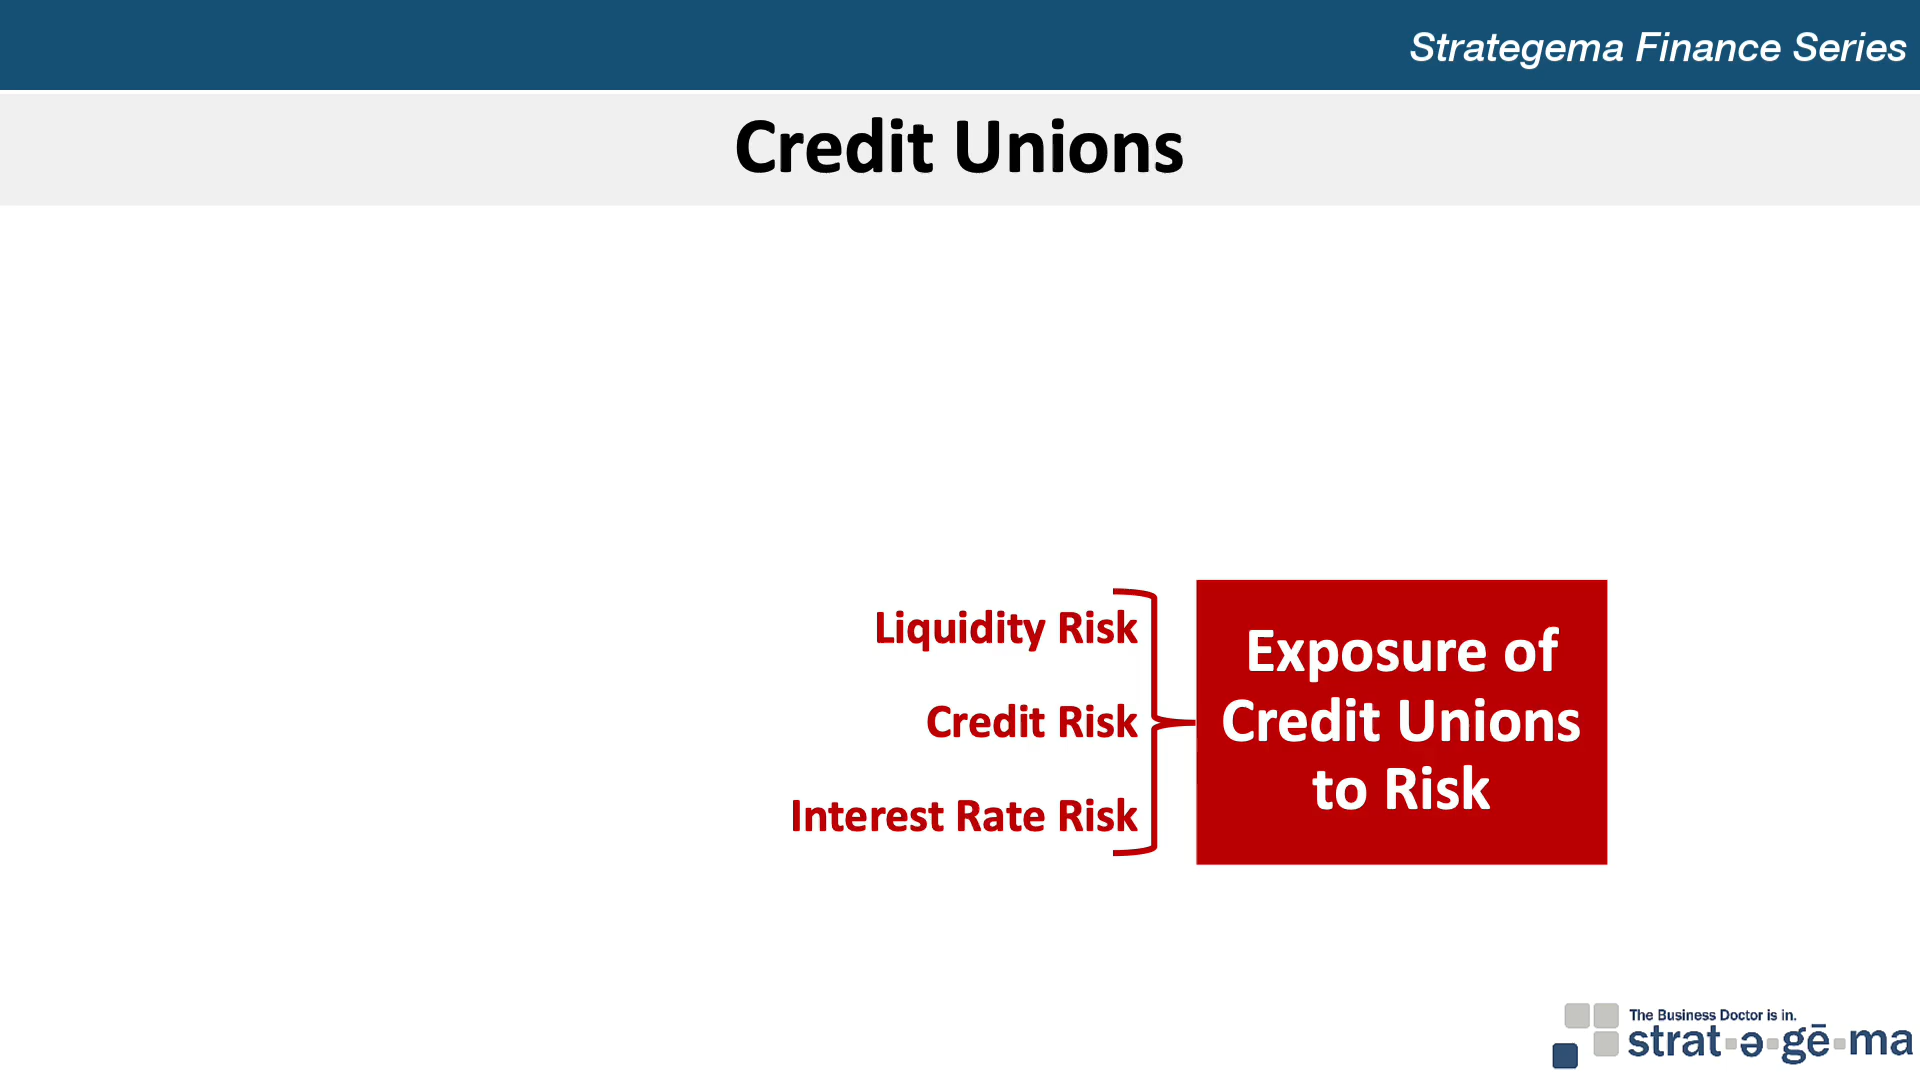 Strategema Finance Series
Credit Unions
Liquidity Risk
Credit Risk
Interest Rate Risk
Exposure of
Credit Unions
to Risk
The Business Doctor is in.
strat-ə-gē-ma